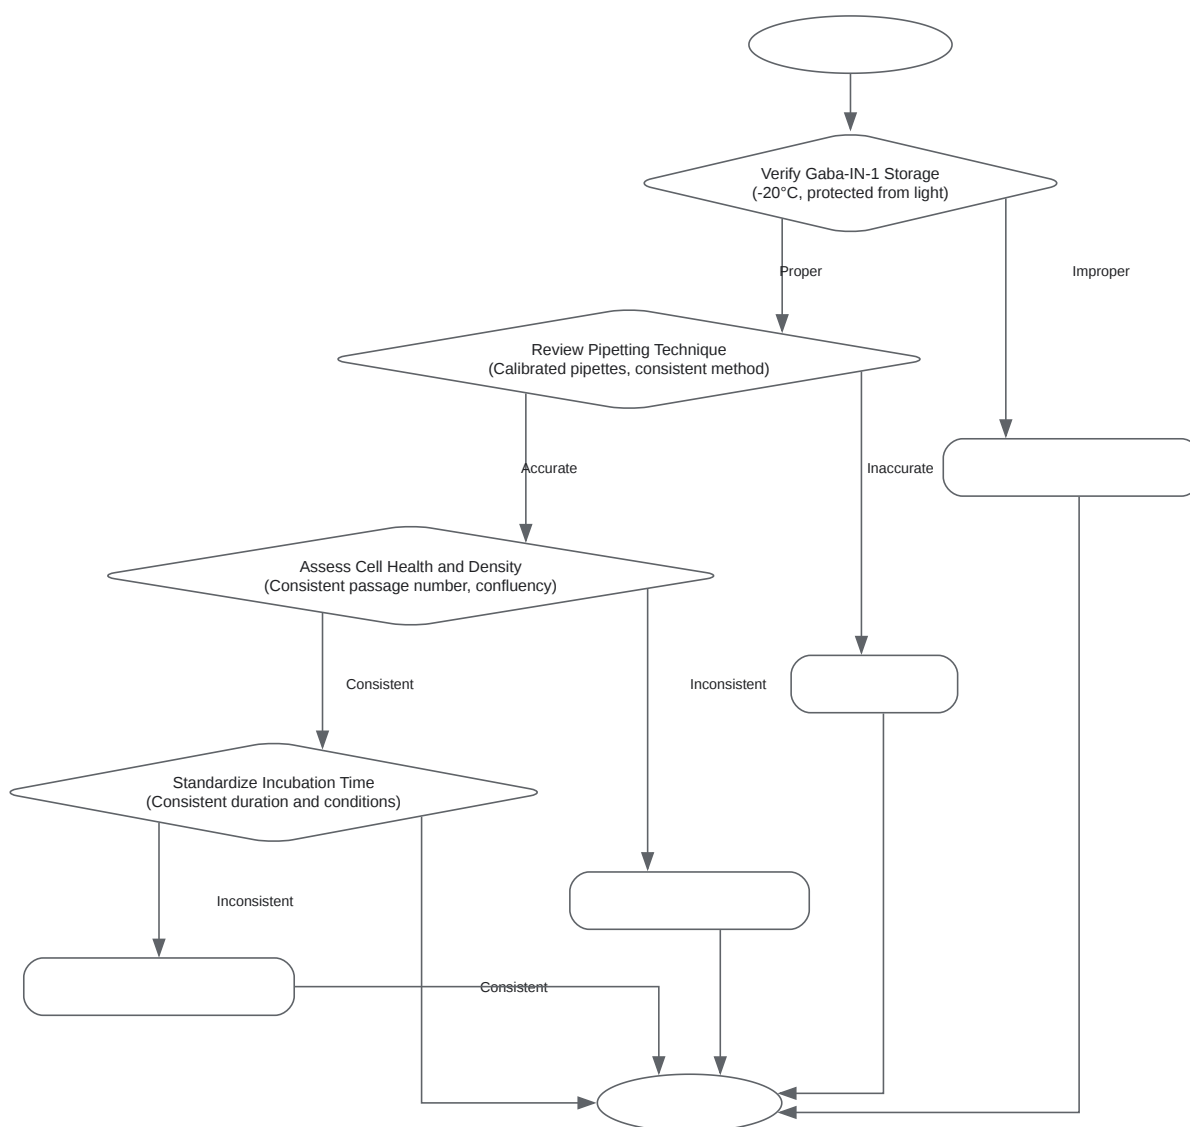 Verify Gaba-IN-1 Storage
(-20°C, protected from light)
Proper
Improper
Review Pipetting Technique
(Calibrated pipettes, consistent method)
Accurate
Inaccurate
Assess Cell Health and Density
(Consistent passage number, confluency)
Consistent
Inconsistent
Standardize Incubation Time
(Consistent duration and conditions)
Inconsistent
Consistent